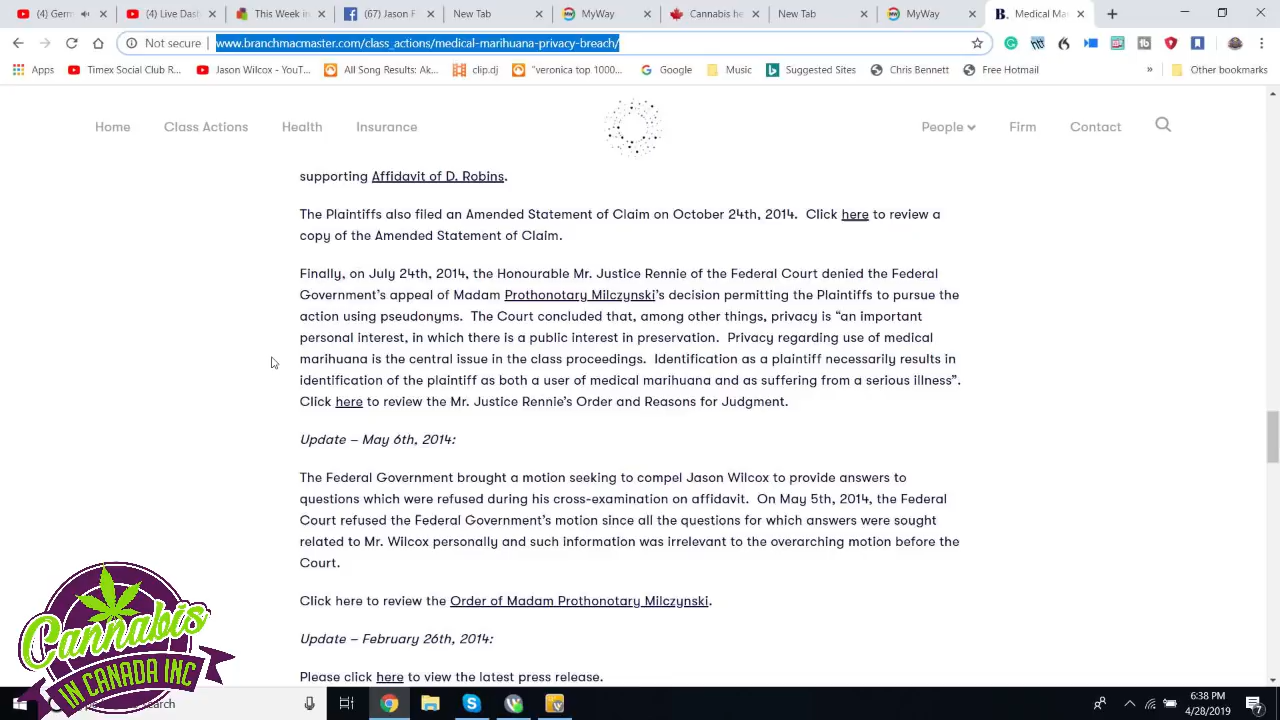 (4) Germ
(4) Live Dash
This Week in
(67) Jason F
New Tab
MyWay
Cannabis he
New Tab
MyWay
Medical Ma
Not secure | www.branchmacmaster.com/class_actions/medical-marihuana-privacy-breach/
Apps
Timex Social Club R...
Jason Wilcox - YouT...
All Song Results: Ak...
clip.dj
"veronica top 1000...
Google
Music
Suggested Sites
Chris Bennett
Free Hotmail
»
Other bookmarks
Home Class Actions Health Insurance
People Firm Contact
supporting Affidavit of D. Robins.
The Plaintiffs also filed an Amended Statement of Claim on October 24th, 2014. Click here to review a
copy of the Amended Statement of Claim.
Finally, on July 24th, 2014, the Honourable Mr. Justice Rennie of the Federal Court denied the Federal
Government's appeal of Madam Prothonotary Milczynski's decision permitting the Plaintiffs to pursue the
action using pseudonyms. The Court concluded that, among other things, privacy is “an important
personal interest, in which there is a public interest in preservation. Privacy regarding use of medical
marihuana is the central issue in the class proceedings. Identification as a plaintiff necessarily results in
identification of the plaintiff as both a user of medical marihuana and as suffering from a serious illness”.
Click here to review the Mr. Justice Rennie's Order and Reasons for Judgment.
Update – May 6th, 2014:
The Federal Government brought a motion seeking to compel Jason Wilcox to provide answers to
questions which were refused during his cross-examination on affidavit. On May 5th, 2014, the Federal
Court refused the Federal Government's motion since all the questions for which answers were sought
related to Mr. Wilcox personally and such information was irrelevant to the overarching motion before the
Court.
Click here to review the Order of Madam Prothonotary Milczynski.
Update – February 26th, 2014:
Please click here to view the latest press release.
Cannabis
IN CANADA INC
earch
6:38 PM
4/28/2019
7